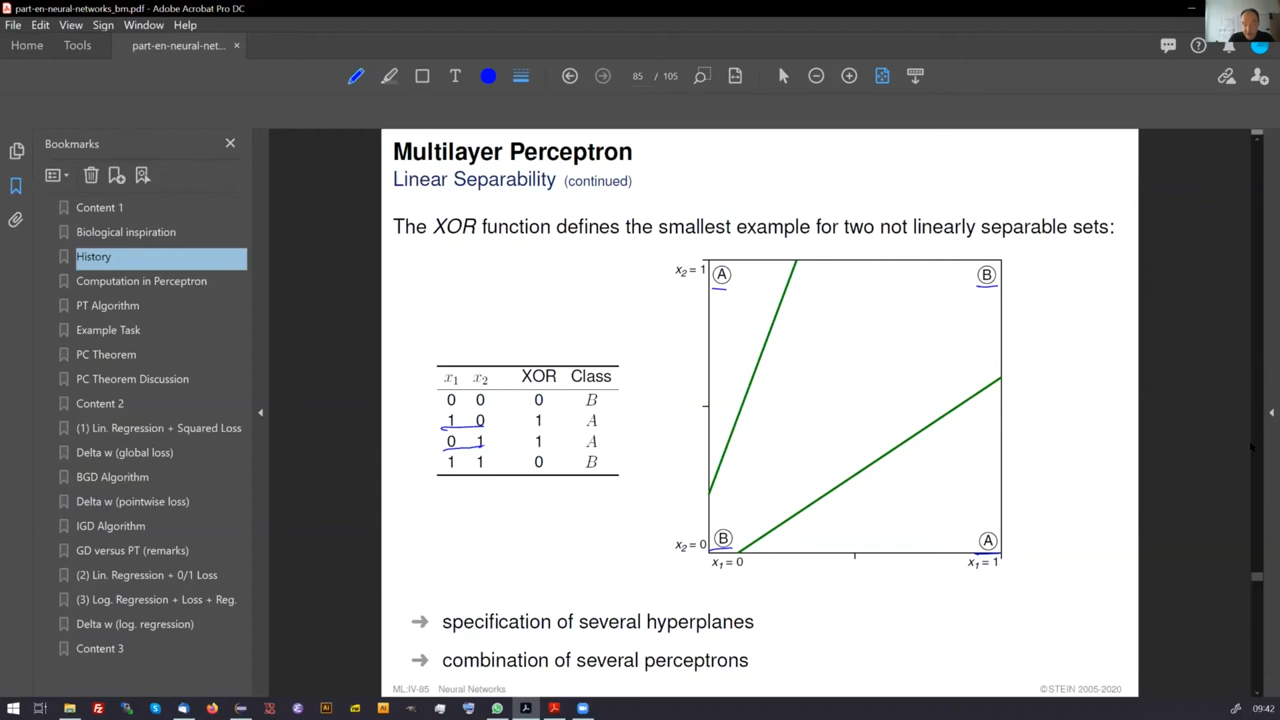 part-en-neural-networks_bm.pdf - Adobe Acrobat Pro DC
File Edit View Sign Window Help
Home Tools part-en-neural-net... ×
85 / 105
Bookmarks
Content 1
Biological inspiration
History
Computation in Perceptron
PT Algorithm
Example Task
PC Theorem
PC Theorem Discussion
Content 2
(1) Lin. Regression + Squared Loss
Delta w (global loss)
BGD Algorithm
Delta w (pointwise loss)
IGD Algorithm
GD versus PT (remarks)
(2) Lin. Regression + 0/1 Loss
(3) Log. Regression + Loss + Reg.
Delta w (log. regression)
Content 3
Multilayer Perceptron
Linear Separability (continued)
The XOR function defines the smallest example for two not linearly separable sets:
x₁ x₂ XOR Class
0 0 0 B
1 0 1 A
0 1 1 A
1 1 0 B
x₂ = 1 A B
x₂ = 0 B A
x₁ = 0 x₁ = 1
➜ specification of several hyperplanes
➜ combination of several perceptrons
ML:IV-85 Neural Networks ©STEIN 2005-2020
09:42